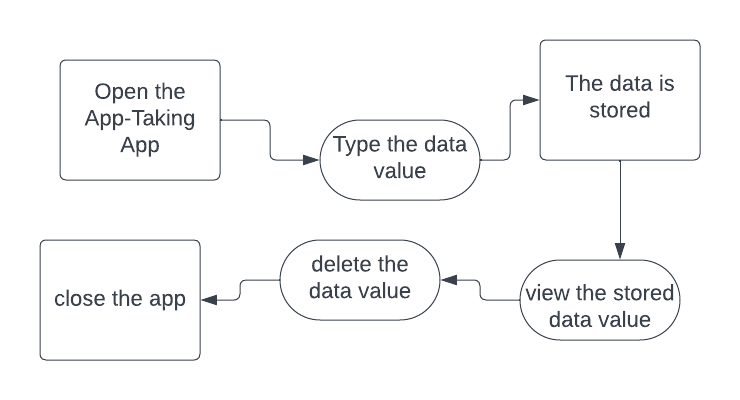 Open the
App-Taking
App
Type the data
value
The data is
stored
view the stored
data value
delete the
data value
close the app